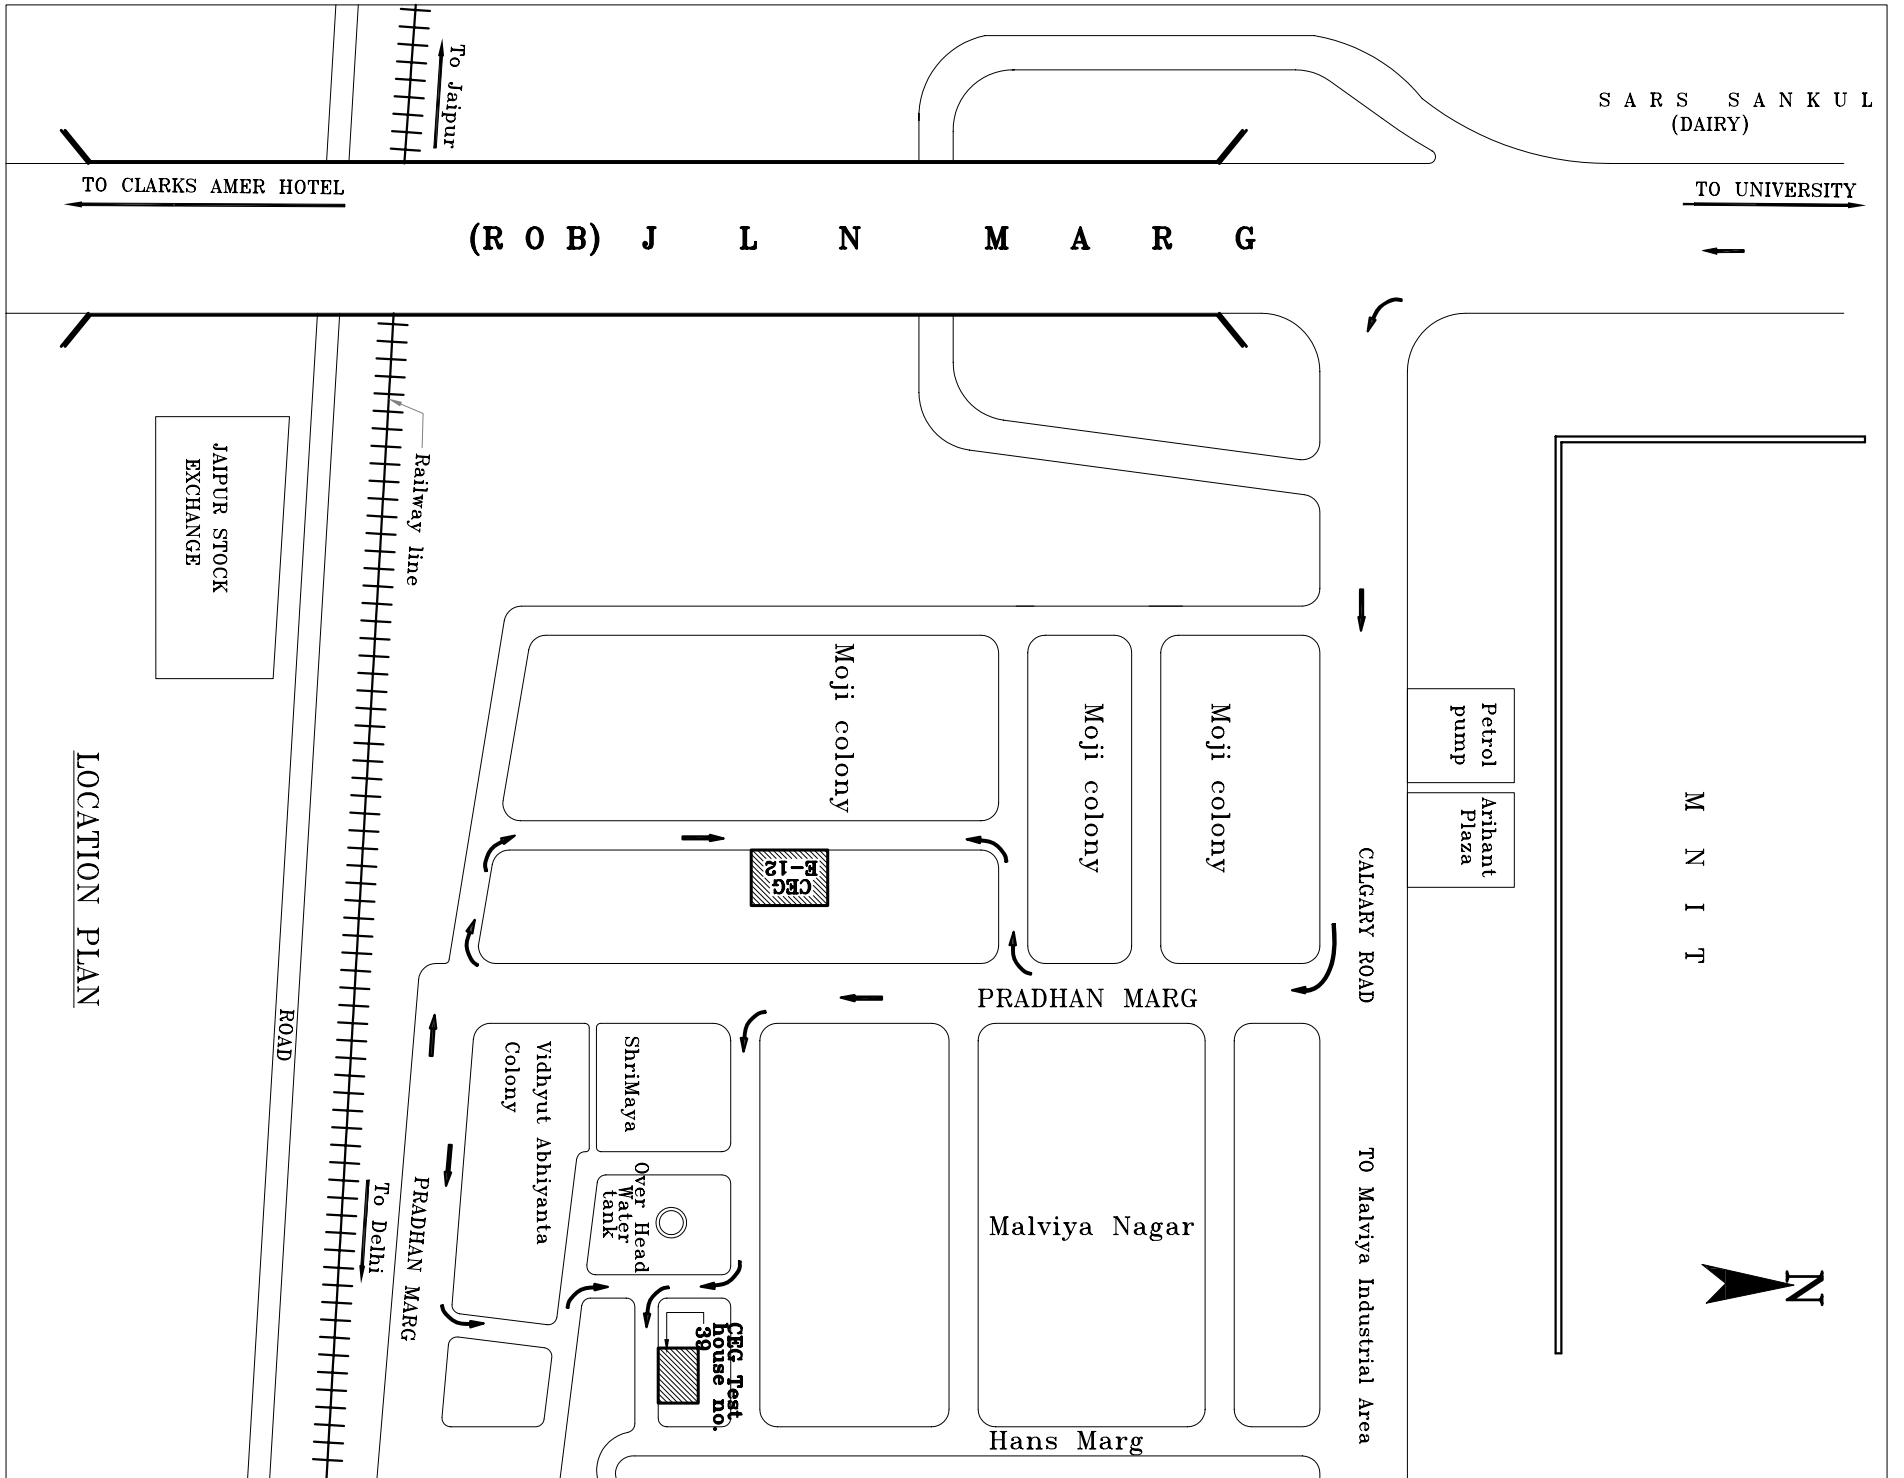 To Jaipur
S A R S S A N K U L
(DAIRY)
TO CLARKS AMER HOTEL
TO UNIVERSITY
(R O B) J L N M A R G
Railway line
JAIPUR STOCK
EXCHANGE
Moji colony
Moji colony
Moji colony
Petrol
pump
Arihant
Plaza
M N I T
LOCATION PLAN
CEG
E-12
CALGARY ROAD
PRADHAN MARG
ROAD
Vidhyut Abhiyanta
Colony
ShriMaya
Over Head
Water
tank
To Delhi
PRADHAN MARG
Malviya Nagar
TO Malviya Industrial Area
N
CEG Test
house no.
39
Hans Marg